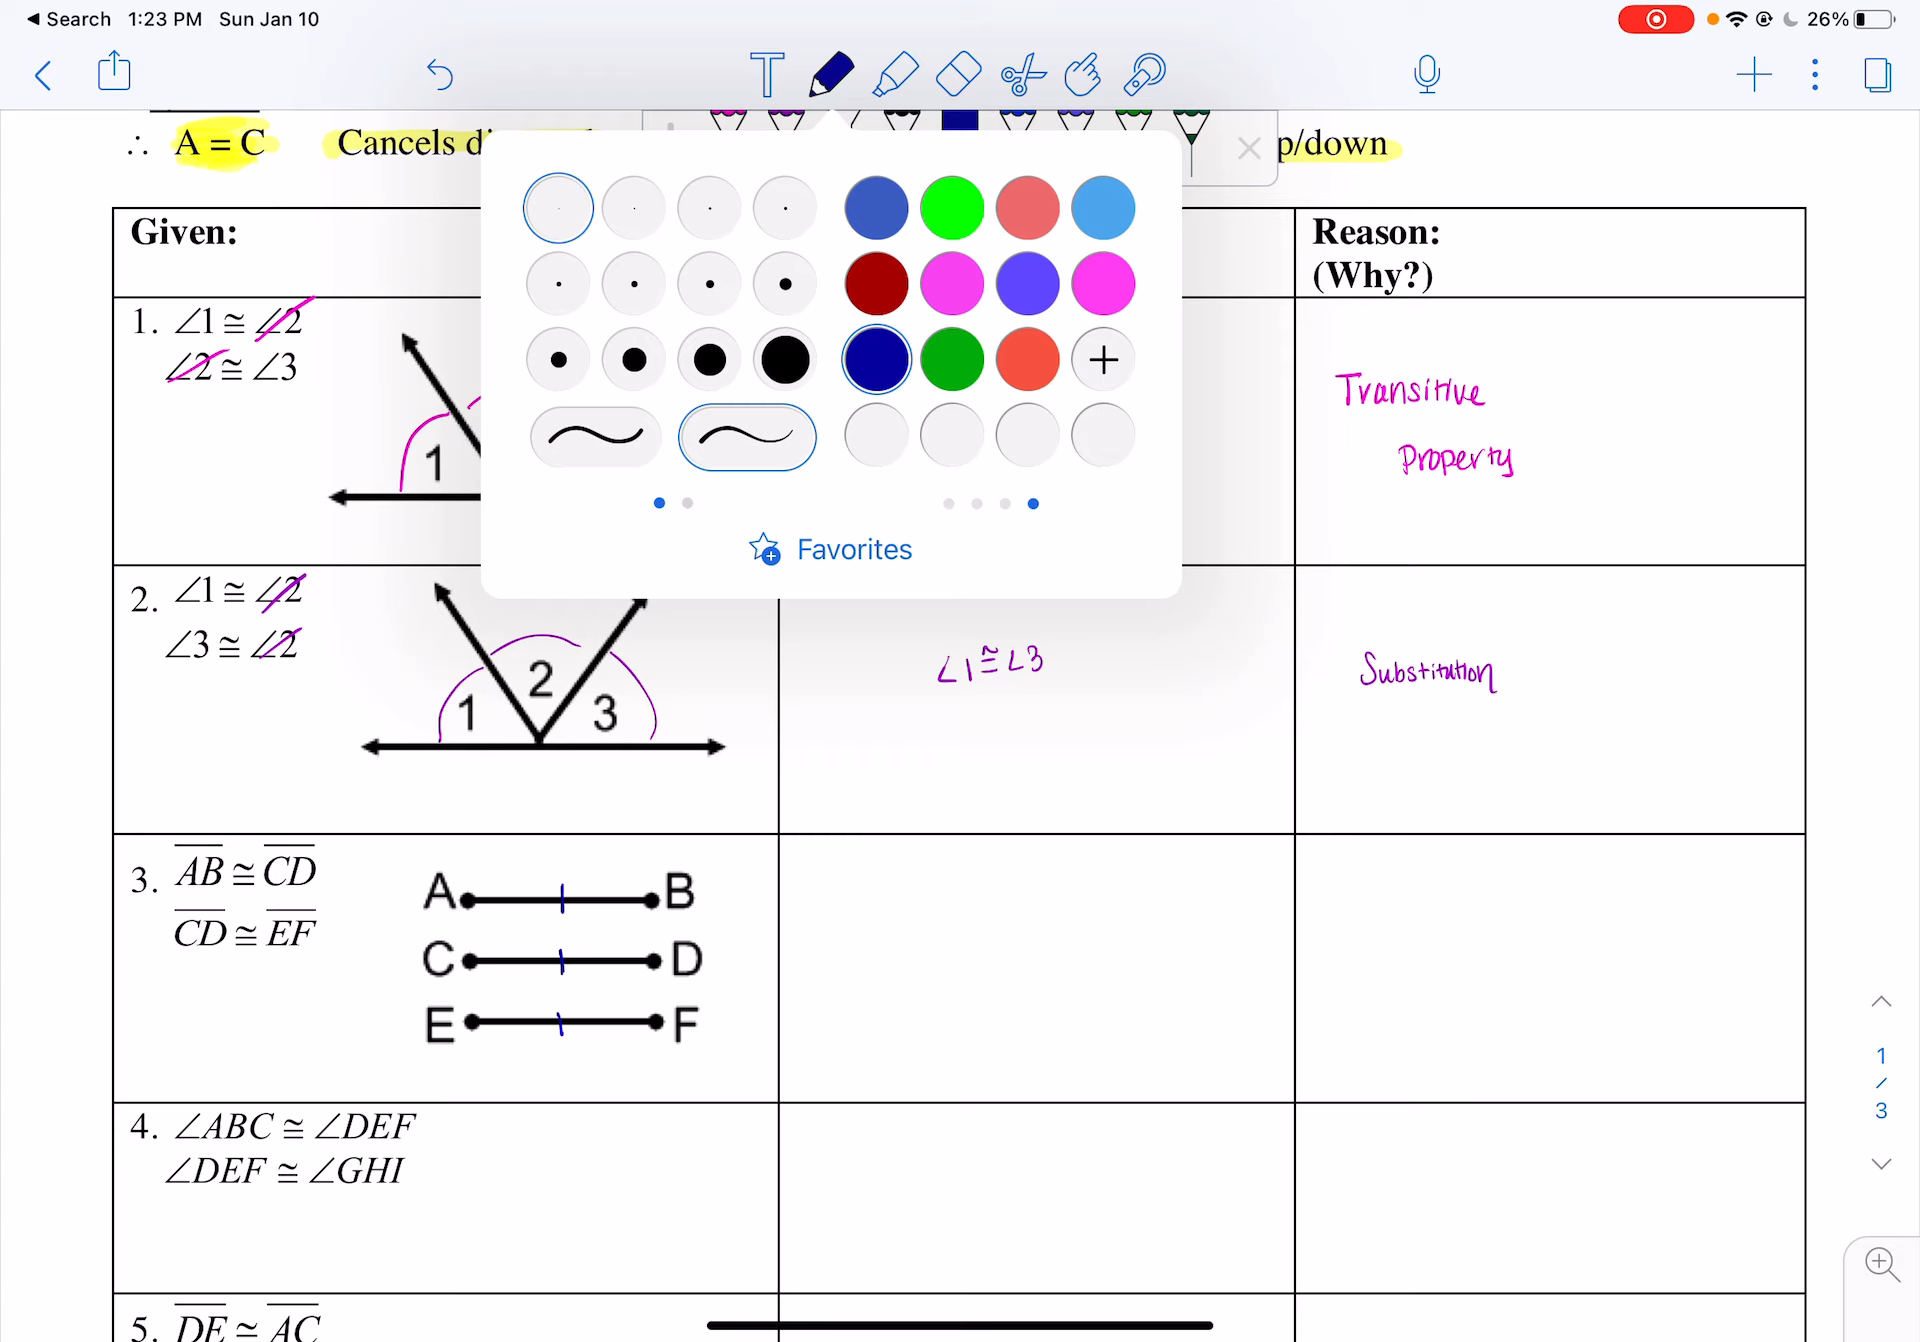 Search 1:23 PM Sun Jan 10 26%
∴ A = C Cancels d p/down
Given: Reason:
(Why?)
1. ∠1 ≅ ∠2
∠2 ≅ ∠3
1
Transitive
Property
Favorites
2. ∠1 ≅ ∠2
∠3 ≅ ∠2
1 2 3
∠1 ≅ ∠3
Substitution
3. AB ≅ CD
CD ≅ EF
A B
C D
E F
4. ∠ABC ≅ ∠DEF
∠DEF ≅ ∠GHI
5. DE ≅ AC
1
/
3